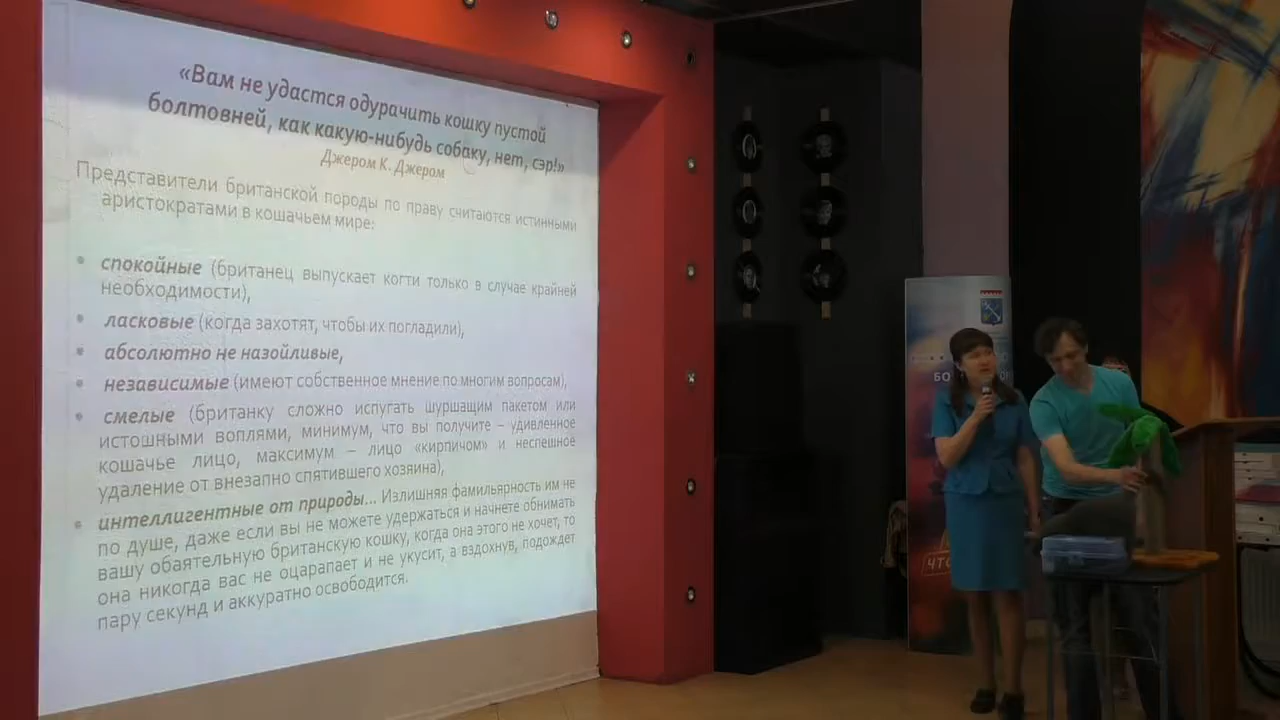 «Вам не удастся одурачить кошку пустой
болтовней, как какую-нибудь собаку, нет, сэр!»
Джером К. Джером
Представители британской породы по праву считаются истинными
аристократами в кошачьем мире:
спокойные (британец выпускает когти только в случае крайней
необходимости),
ласковые (когда захотят, чтобы их погладили),
абсолютно не назойливые,
независимые (имеют собственное мнение по многим вопросам),
смелые (британку сложно испугать шуршащим пакетом или
истошными воплями, минимум, что вы получите – удивленное
кошачье лицо, максимум – лицо «кирпичом» и неспешное
удаление от внезапно спятившего хозяина),
интеллигентные от природы... Излишняя фамильярность им не
по душе, даже если вы не можете удержаться и начнете обнимать
вашу обаятельную британскую кошку, когда она этого не хочет, то
она никогда вас не оцарапает и не укусит, а вздохнув, подождет
пару секунд и аккуратно освободится.